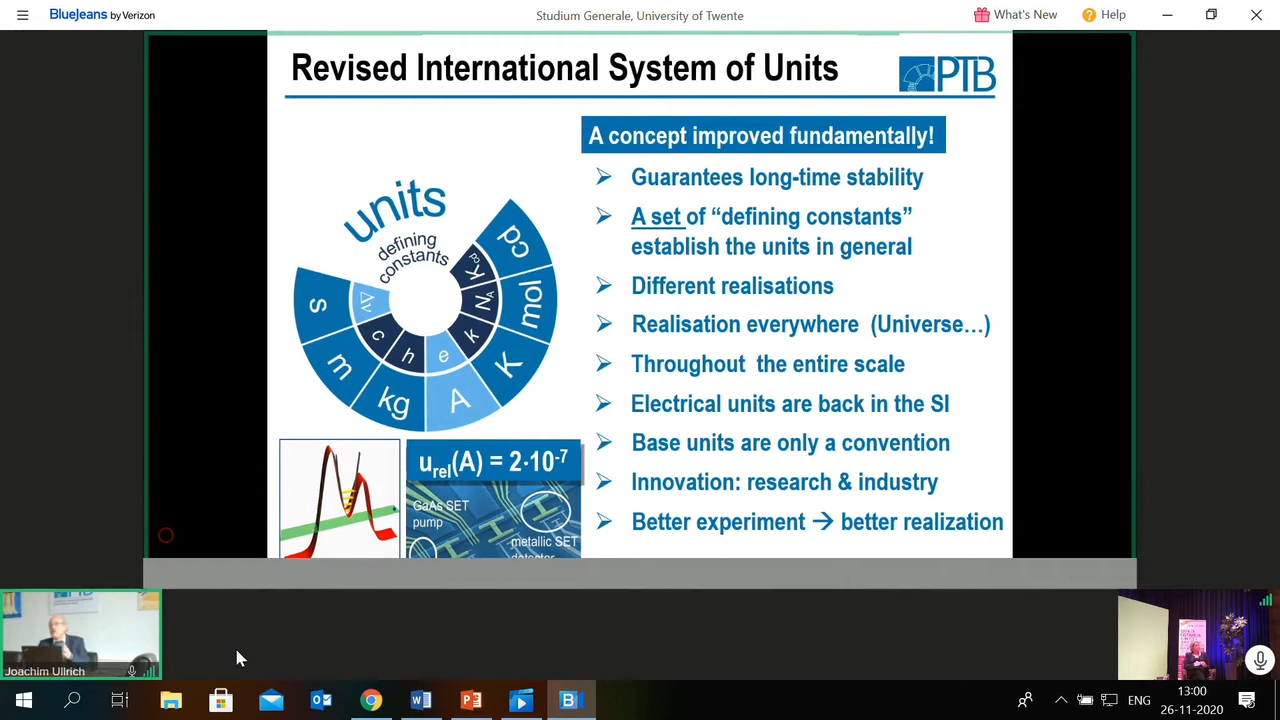 BlueJeans by Verizon
Studium Generale, University of Twente
What's New
Help
Revised International System of Units
PTB
A concept improved fundamentally!
Guarantees long-time stability
A set of “defining constants”
establish the units in general
Different realisations
Realisation everywhere (Universe…)
Throughout the entire scale
Electrical units are back in the SI
Base units are only a convention
Innovation: research & industry
Better experiment → better realization
units
defining
constants
s
m
kg
A
K
mol
cd
Δν
c
h
e
k
NA
Kcd
urel(A) = 2·10-7
GaAs SET
pump
metallic SET
detector
Joachim Ullrich
ENG
13:00
26-11-2020